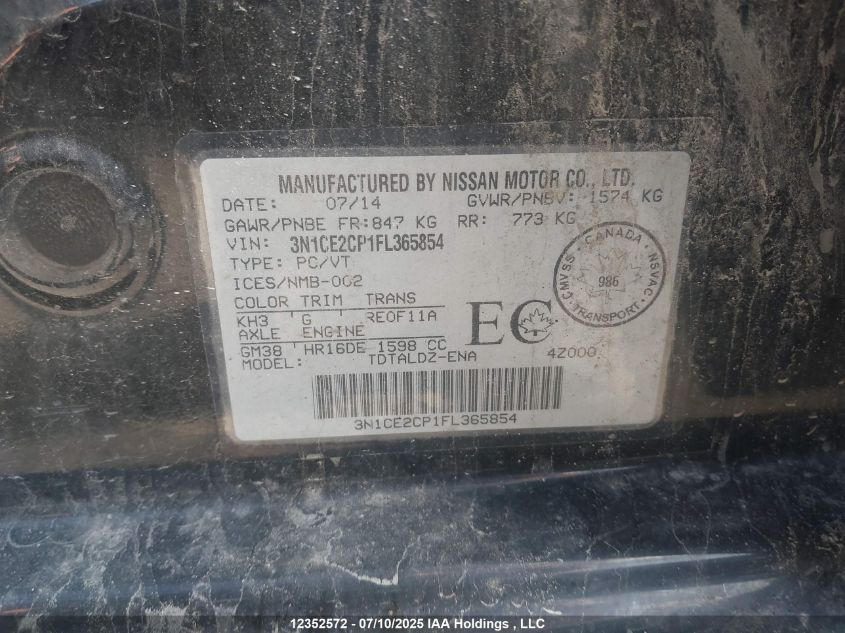 MANUFACTURED BY NISSAN MOTOR CO., LTD.
DATE: 07/14 GVWR/PNBV: 1574 KG
GAWR/PNBE FR: 847 KG RR: 773 KG
VIN: 3N1CE2CP1FL365854
TYPE: PC/VT
ICES/NMB-002
COLOR TRIM TRANS
KH3 G REOF11A
AXLE ENGINE
GM38 HR16DE 1598 CC
MODEL: TDTALDZ-ENA
EC
4Z000
CANADA
CMVSS 986 NSVAC
TRANSPORT
3N1CE2CP1FL365854
12352572 - 07/10/2025 IAA Holdings , LLC